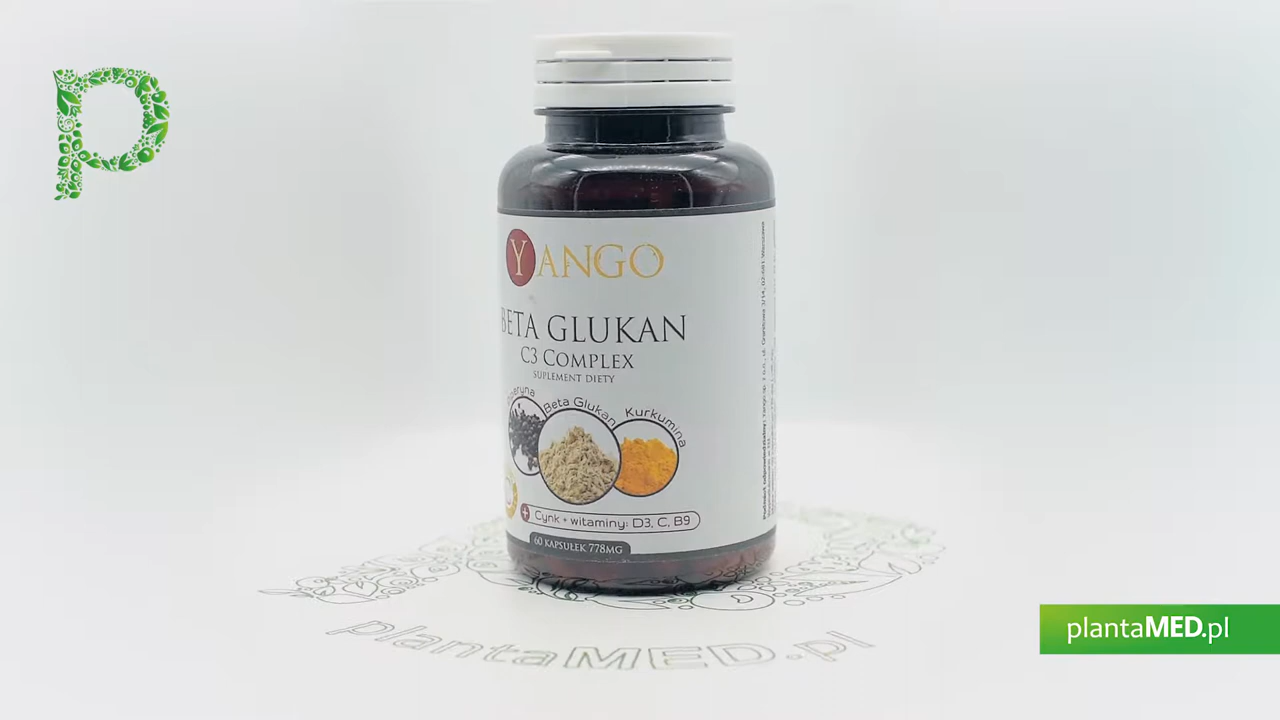 YANGO
BETA GLUKAN
C3 COMPLEX
SUPLEMENT DIETY
Beta Glukan
Kurkumina
+ Cynk + witaminy: D3, C, B9
60 KAPSUŁEK 778MG
plantaMED.pl
plantaMED.pl